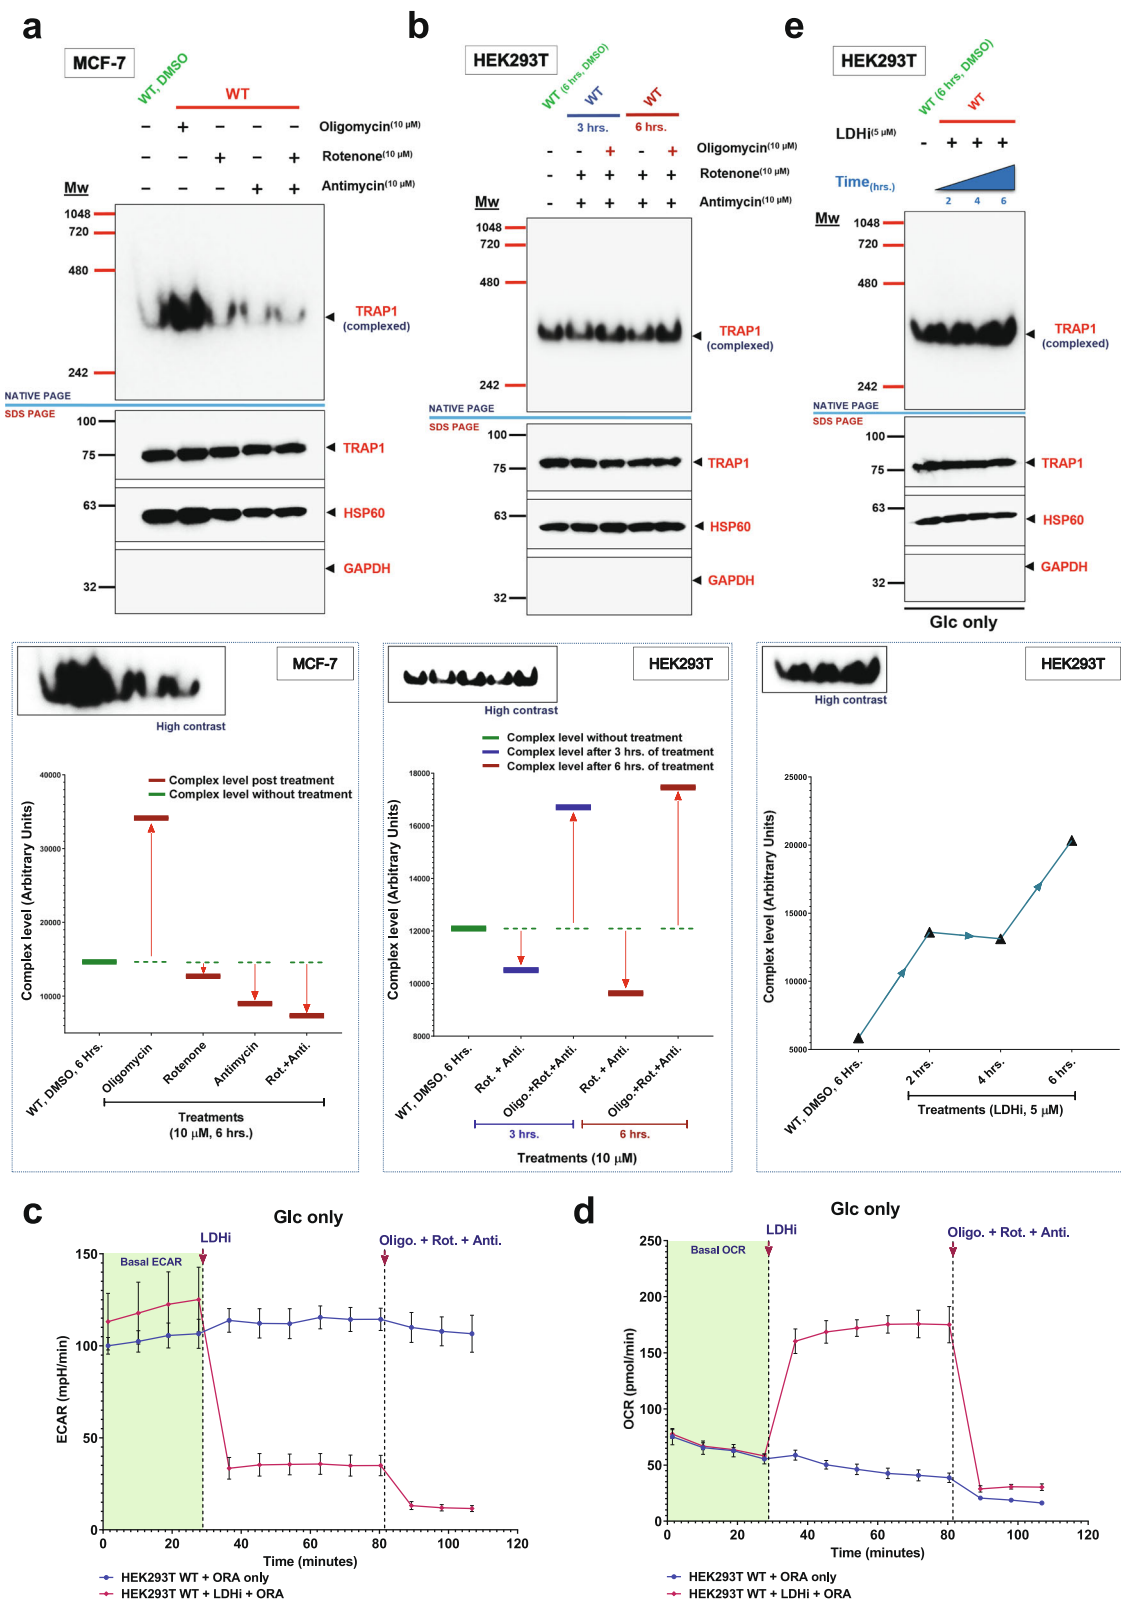 a
MCF-7
WT, DMSO
WT
– + – – – Oligomycin(10 µM)
– – + – + Rotenone(10 µM)
– – – + + Antimycin(10 µM)
Mw
1048
720
480
242
TRAP1
(complexed)
NATIVE PAGE
SDS PAGE
100
75
TRAP1
63
HSP60
GAPDH
32
b
HEK293T
WT (6 hrs, DMSO)
WT
WT
3 hrs.
6 hrs.
- - + - + Oligomycin(10 µM)
- + + + + Rotenone(10 µM)
- + + + + Antimycin(10 µM)
Mw
1048
720
480
242
TRAP1
(complexed)
NATIVE PAGE
SDS PAGE
100
75
TRAP1
63
HSP60
GAPDH
32
e
HEK293T
WT (6 hrs, DMSO)
WT
LDHi(5 µM) - + + +
Time(hrs.)
2 4 6
Mw
1048
720
480
242
TRAP1
(complexed)
NATIVE PAGE
SDS PAGE
100
75
TRAP1
63
HSP60
GAPDH
32
Glc only
MCF-7
High contrast
Complex level post treatment
Complex level without treatment
Complex level (Arbitrary Units)
40000
30000
20000
10000
WT, DMSO, 6 Hrs.
Oligomycin
Rotenone
Antimycin
Rot.+Anti.
Treatments
(10 µM, 6 hrs.)
HEK293T
High contrast
Complex level without treatment
Complex level after 3 hrs. of treatment
Complex level after 6 hrs. of treatment
Complex level (Arbitrary Units)
18000
16000
14000
12000
10000
8000
WT, DMSO, 6 Hrs.
Rot. + Anti.
Oligo.+Rot.+Anti.
Rot. + Anti.
Oligo.+Rot.+Anti.
3 hrs.
6 hrs.
Treatments (10 µM)
HEK293T
High contrast
Complex level (Arbitrary Units)
25000
20000
15000
10000
5000
WT, DMSO, 6 Hrs.
2 hrs.
4 hrs.
6 hrs.
Treatments (LDHi, 5 µM)
c
Glc only
LDHi
Oligo. + Rot. + Anti.
Basal ECAR
ECAR (mpH/min)
150
100
50
0
0 20 40 60 80 100 120
Time (minutes)
HEK293T WT + ORA only
HEK293T WT + LDHi + ORA
d
Glc only
LDHi
Oligo. + Rot. + Anti.
Basal OCR
OCR (pmol/min)
250
200
150
100
50
0
0 20 40 60 80 100 120
Time (minutes)
HEK293T WT + ORA only
HEK293T WT + LDHi + ORA